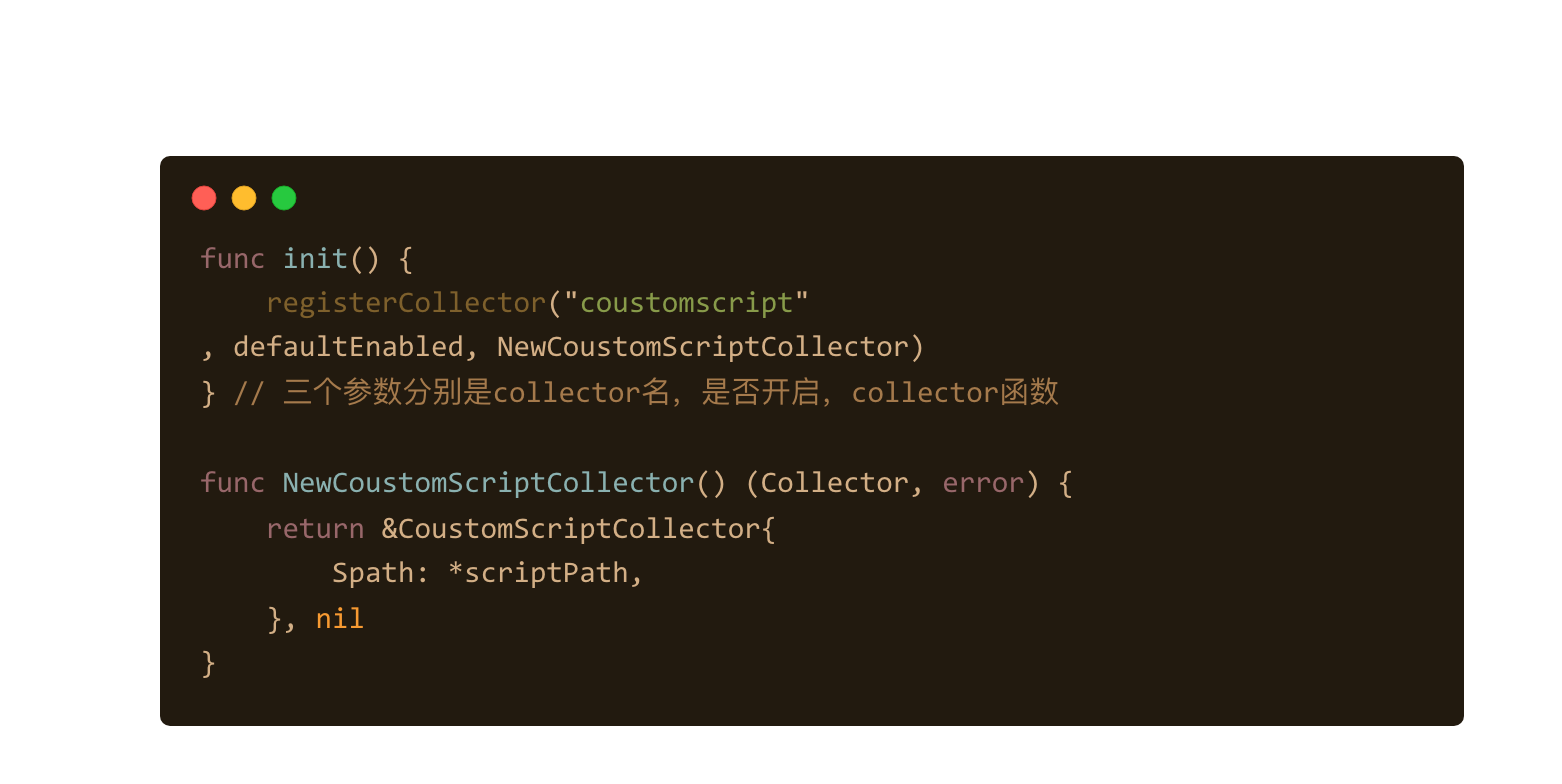 func init() {
    registerCollector("coustomscript"
, defaultEnabled, NewCoustomScriptCollector)
} // 三个参数分别是collector名，是否开启，collector函数
func NewCoustomScriptCollector() (Collector, error) {
    return &CoustomScriptCollector{
        Spath: *scriptPath,
    }, nil
}